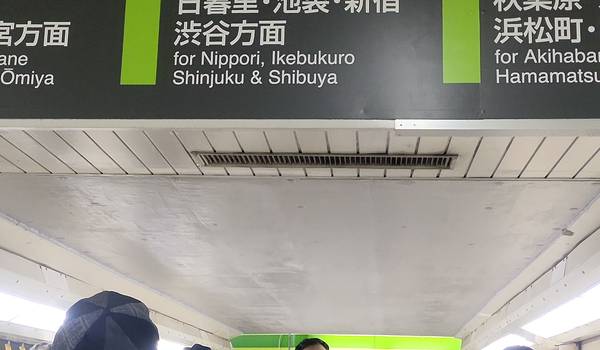 宮方面
ane
Ōmiya
日暮里・池袋・新宿
渋谷方面
for Nippori, Ikebukuro
Shinjuku & Shibuya
秋葉原・
浜松町・
for Akihabar
Hamamatsu